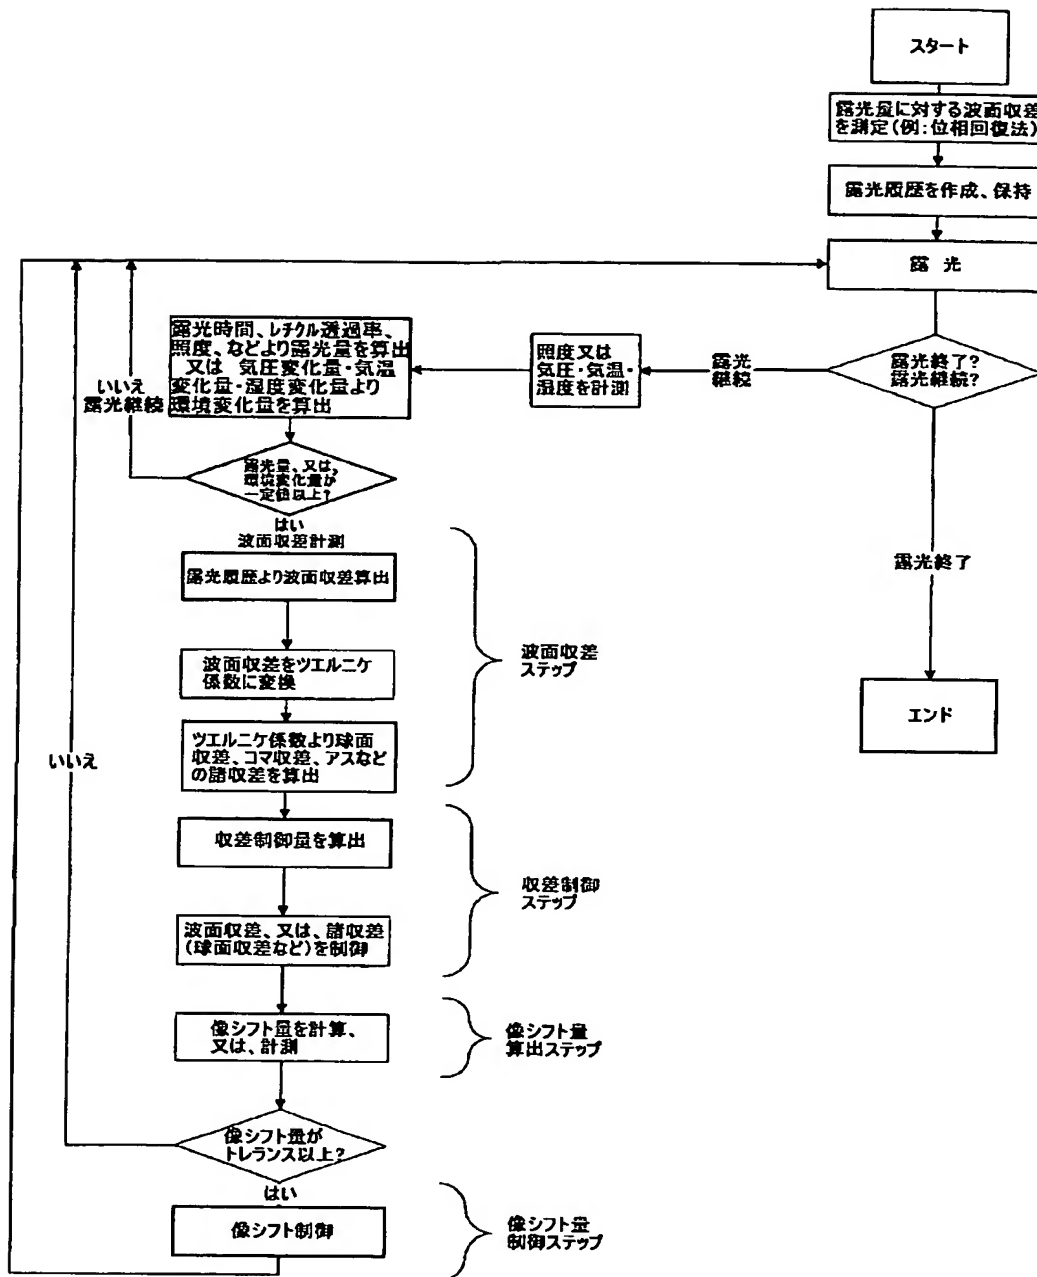 スタート
露光量に対する波面収差
を測定(例:位相回復法)
露光履歴を作成、保持
露　光
露光終了?
露光継続?
露光
継続
照度又は
気圧・気温・
湿度を計測
露光時間、レチクル透過率、
照度、などより露光量を算出
又は　気圧変化量・気温
変化量・湿度変化量より
環境変化量を算出
いいえ
露光継続
露光量、又は、
環境変化量が
一定値以上?
はい
波面収差計測
露光履歴より波面収差算出
波面収差をツエルニケ
係数に変換
ツエルニケ係数より球面
収差、コマ収差、アスなど
の諸収差を算出
波面収差
ステップ
露光終了
エンド
いいえ
収差制御量を算出
波面収差、又は、諸収差
(球面収差など)を制御
収差制御
ステップ
像シフト量を計算、
又は、計測
像シフト量
算出ステップ
像シフト量が
トレランス以上?
はい
像シフト制御
像シフト量
制御ステップ